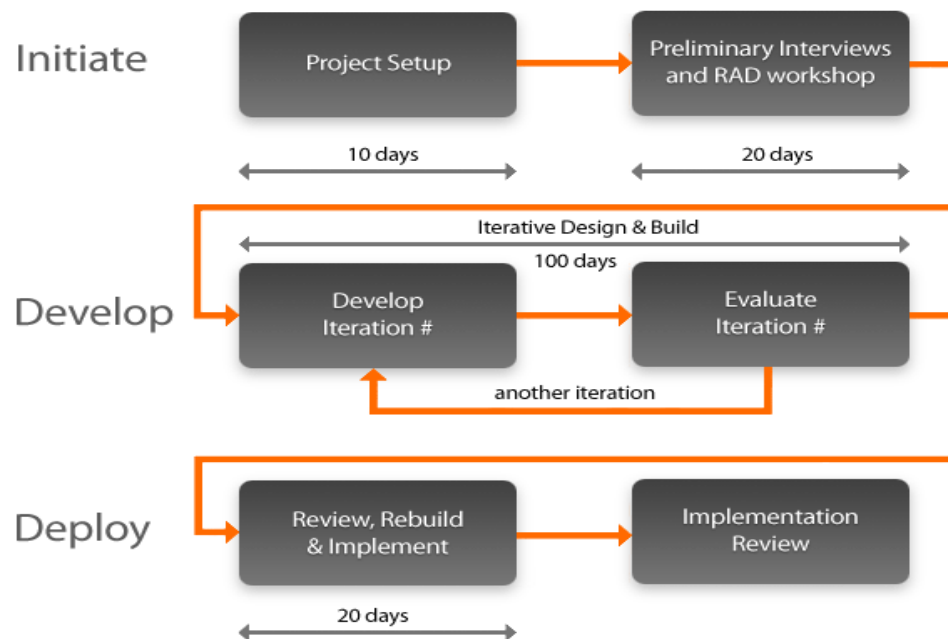 Initiate
Project Setup
Preliminary Interviews
and RAD workshop
10 days
20 days
Develop
Iterative Design & Build
100 days
Develop
Iteration #
Evaluate
Iteration #
another iteration
Deploy
Review, Rebuild
& Implement
Implementation
Review
20 days